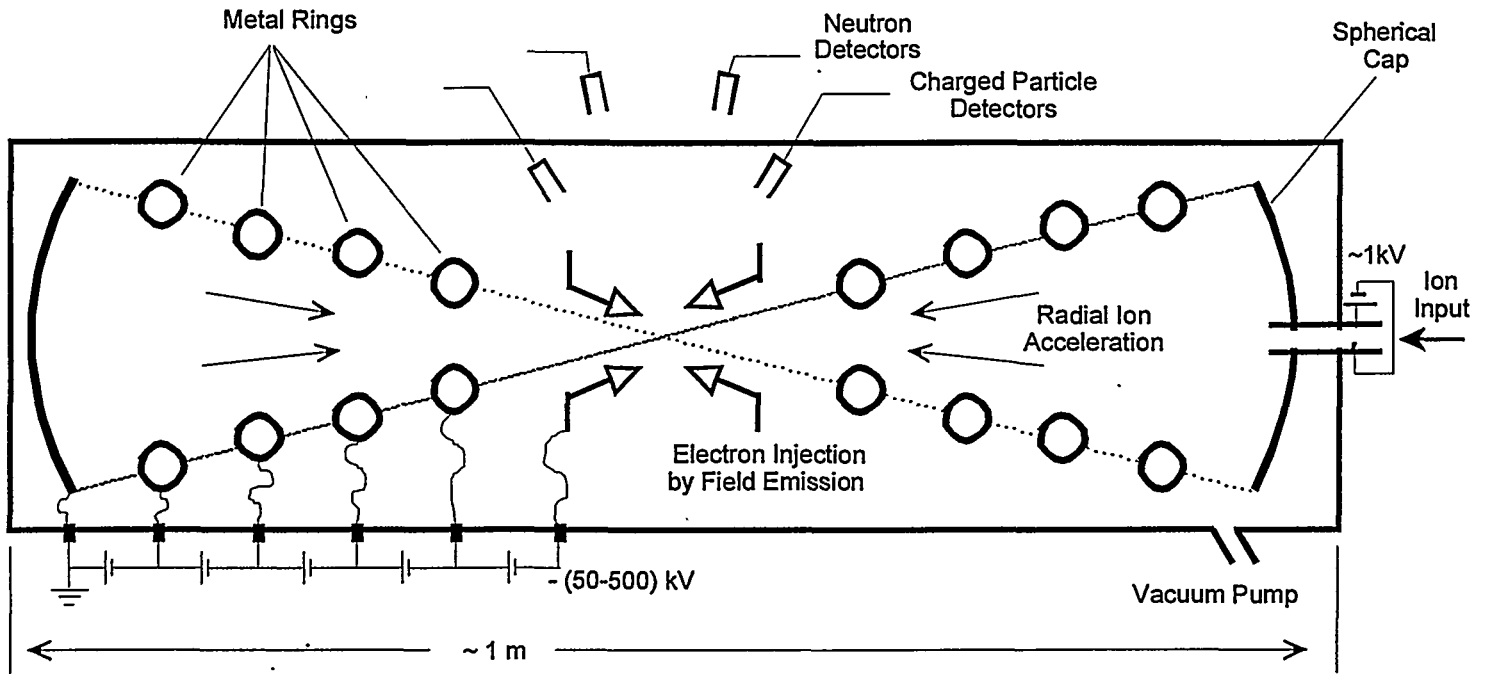 Metal Rings
Neutron
Detectors
Spherical
Cap
Charged Particle
Detectors
~1kV
Ion
Input
Radial Ion
Acceleration
Electron Injection
by Field Emission
- (50-500) kV
Vacuum Pump
~ 1 m